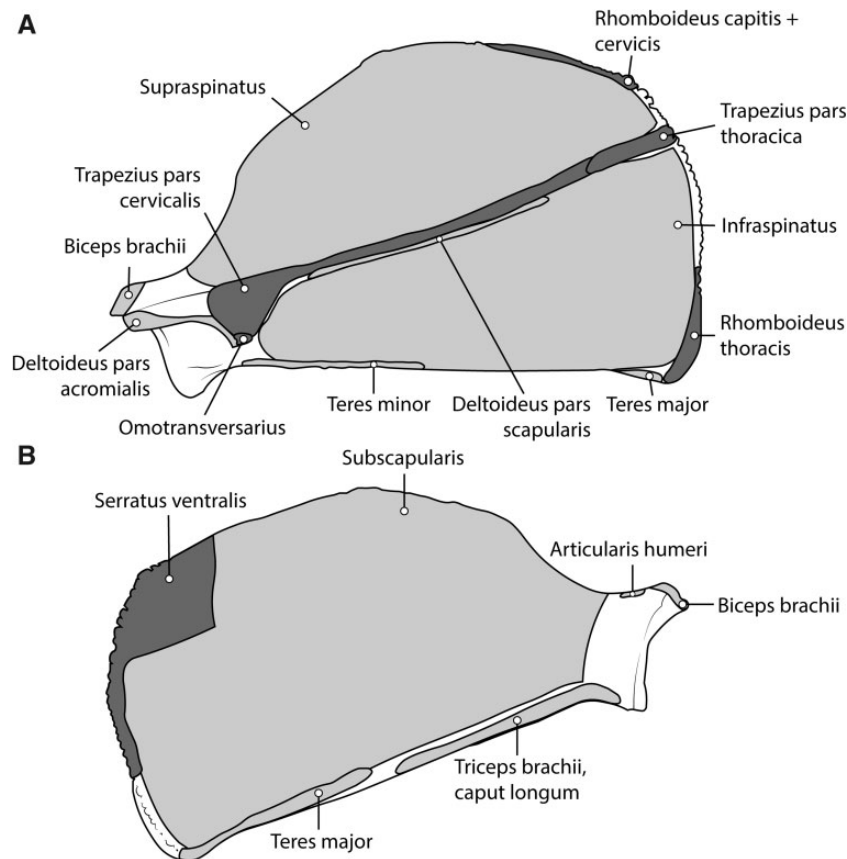 A
Rhomboideus capitis +
cervicis
Supraspinatus
Trapezius pars
thoracica
Trapezius pars
cervicalis
Infraspinatus
Biceps brachii
Rhomboideus
thoracis
Deltoideus pars
acromialis
Teres minor
Deltoideus pars
scapularis
Teres major
Omotransversarius
B
Subscapularis
Serratus ventralis
Articularis humeri
Biceps brachii
Triceps brachii,
caput longum
Teres major